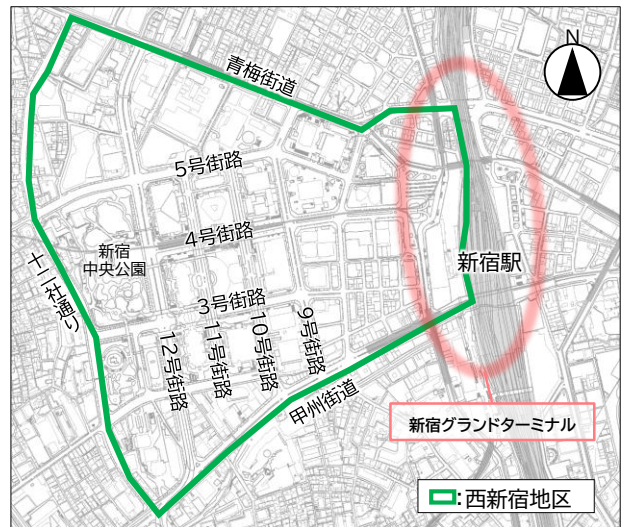 N
青梅街道
5号街路
4号街路
新宿
中央公園
新宿駅
十二社通り
3号街路
12号街路
11号街路
10号街路
9号街路
甲州街道
新宿グランドターミナル
:西新宿地区